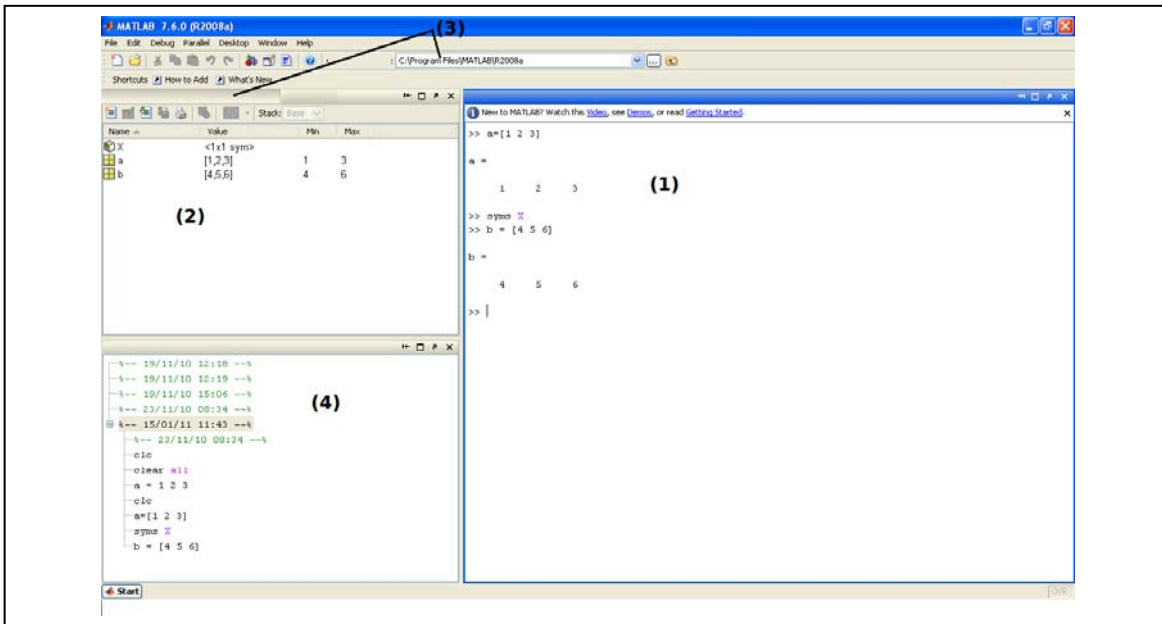 MATLAB 7.6.0 (R2008a)
(3)
File Edit Debug Parallel Desktop Window Help
C:\Program Files\MATLAB\R2008a
Shortcuts How to Add What's New
Stack: Base
Name Value Min Max
X <1x1 sym>
a [1,2,3] 1 3
b [4,5,6] 4 6
(2)
New to MATLAB? Watch this Video, see Demos, or read Getting Started.
>> a=[1 2 3]
a =
1 2 3
(1)
>> syms X
>> b = [4 5 6]
b =
4 5 6
>>
%-- 19/11/10 12:18 --%
%-- 19/11/10 12:19 --%
%-- 19/11/10 15:06 --%
%-- 23/11/10 08:34 --%
(4)
%-- 15/01/11 11:43 --%
%-- 23/11/10 08:34 --%
clc
clear all
a = 1 2 3
clc
a=[1 2 3]
syms X
b = [4 5 6]
Start
OVR